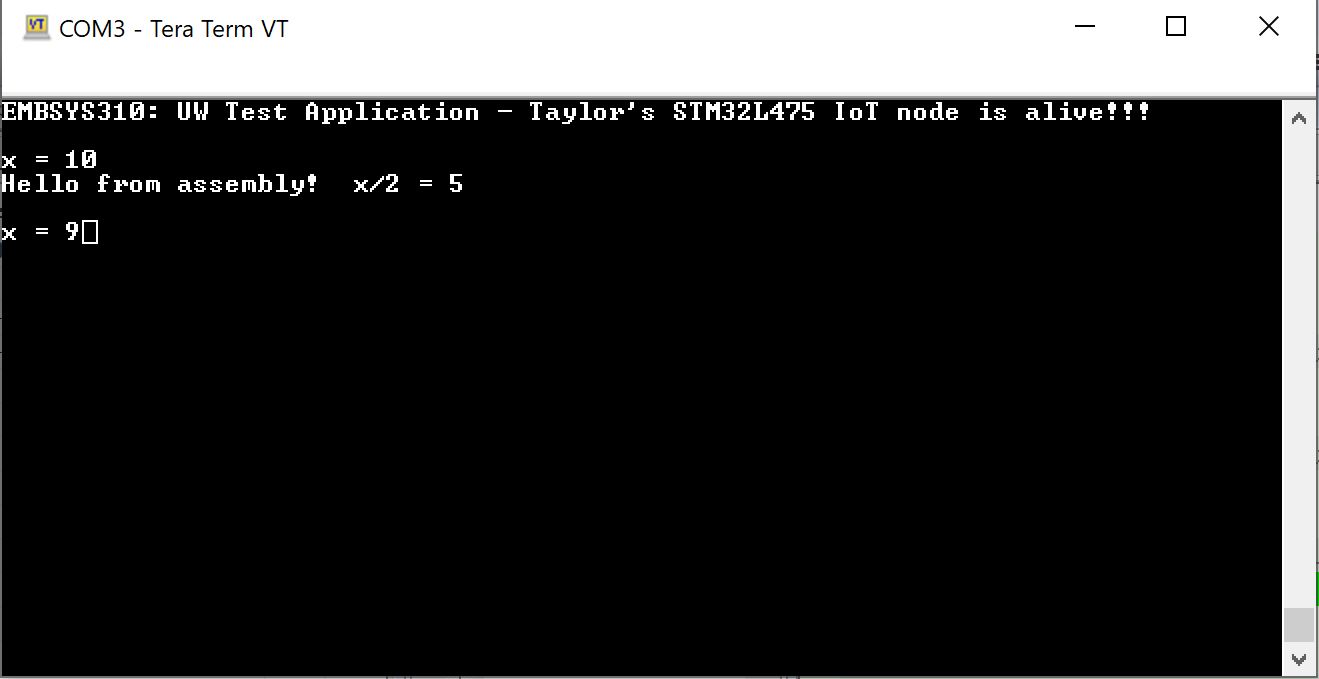 VT
COM3 - Tera Term VT
EMBSYS310: UW Test Application - Taylor's STM32L475 IoT node is alive!!!
x = 10
Hello from assembly!  x/2 = 5
x = 9